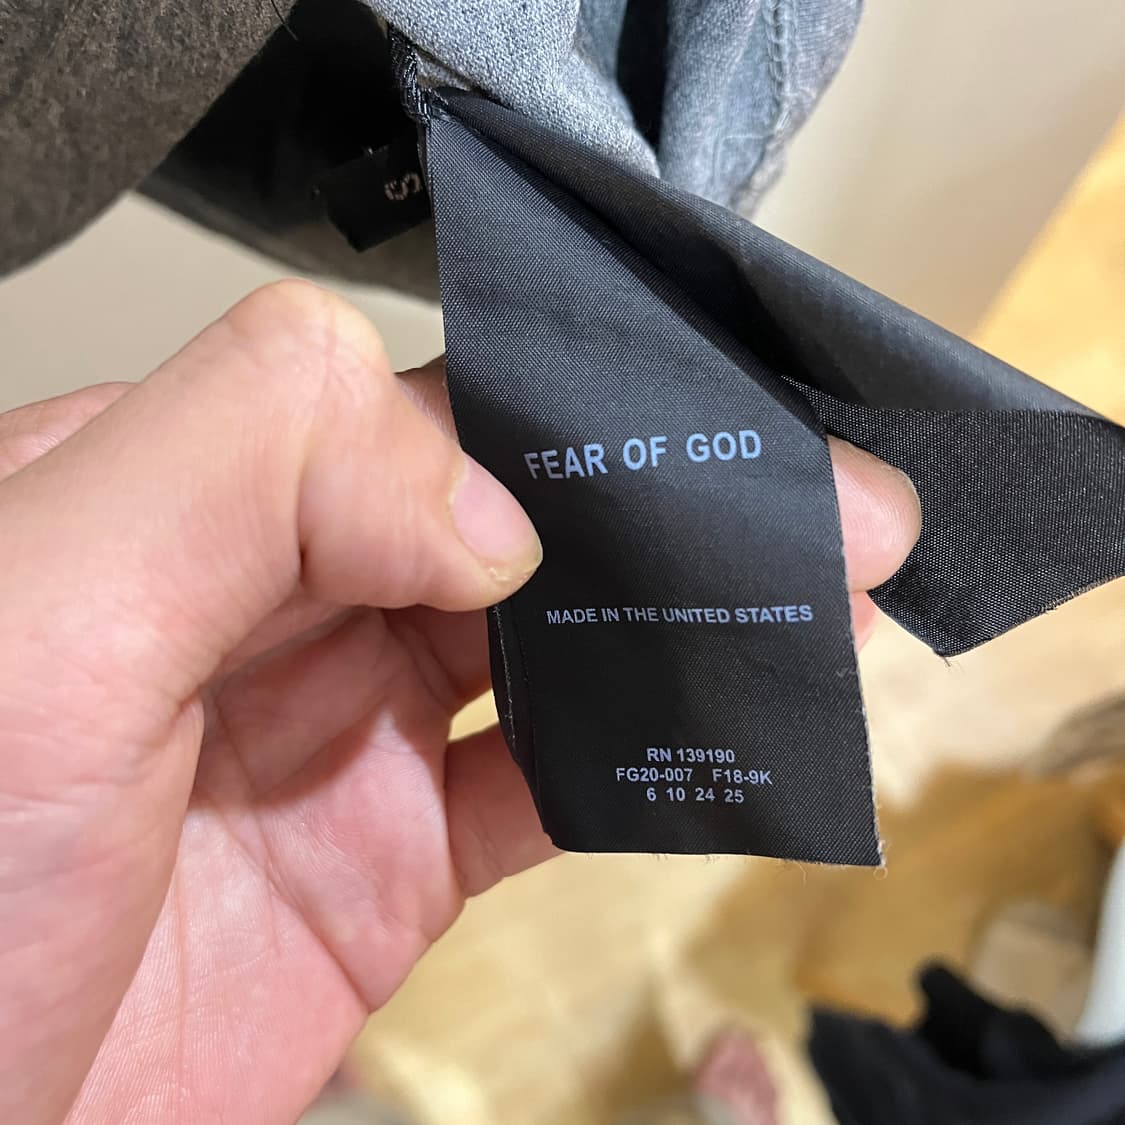 S
FEAR OF GOD
MADE IN THE UNITED STATES
RN 139190
FG20-007 F18-9K
6 10 24 25